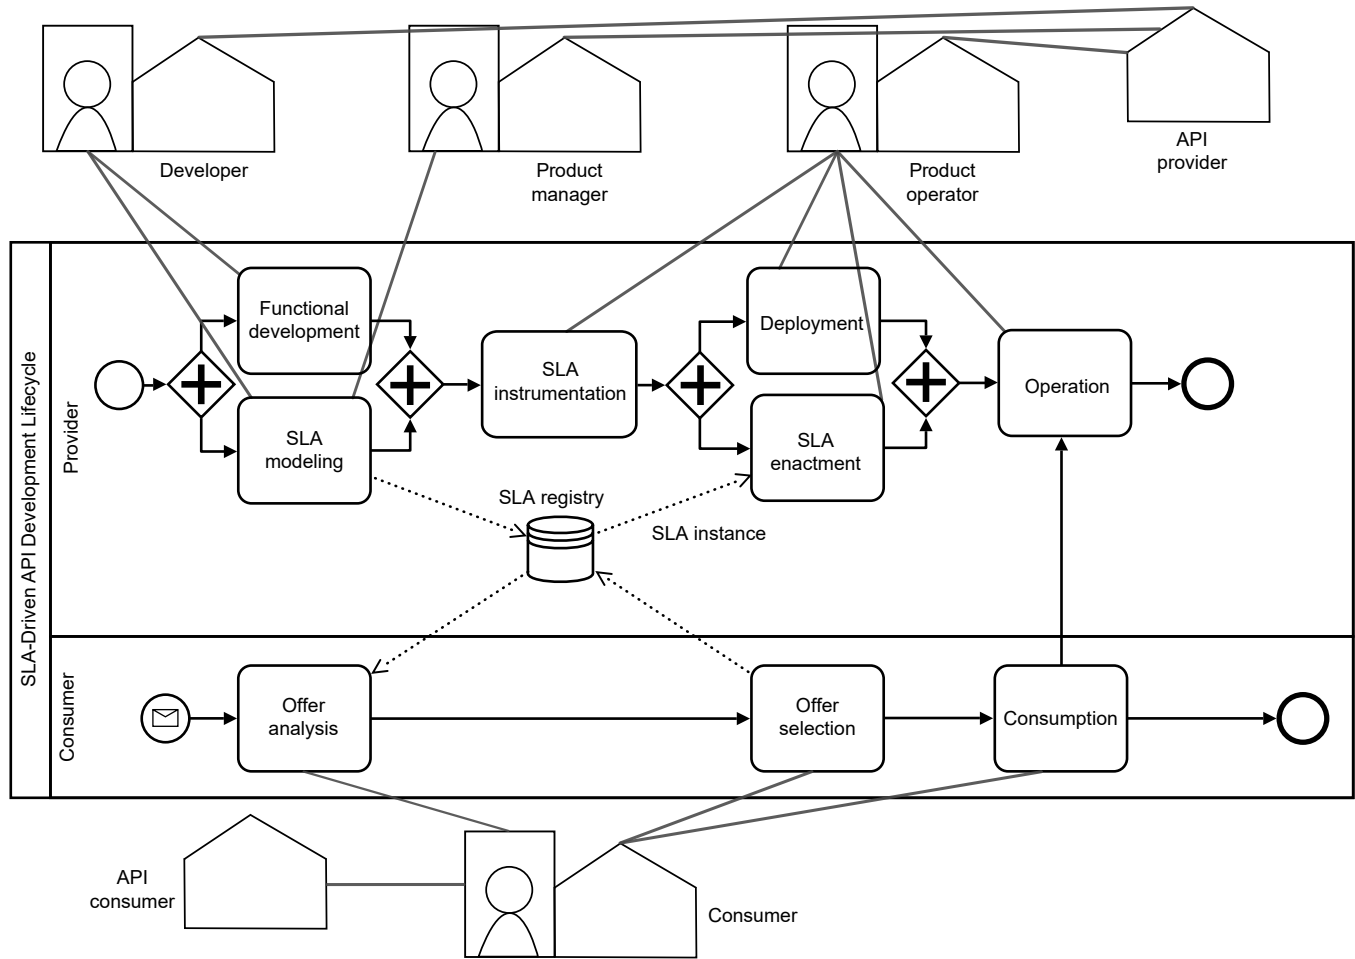 Developer
Product
manager
Product
operator
API
provider
SLA-Driven API Development Lifecycle
Provider
Functional
development
SLA
modeling
SLA
instrumentation
Deployment
SLA
enactment
Operation
SLA registry
SLA instance
Consumer
Offer
analysis
Offer
selection
Consumption
API
consumer
Consumer